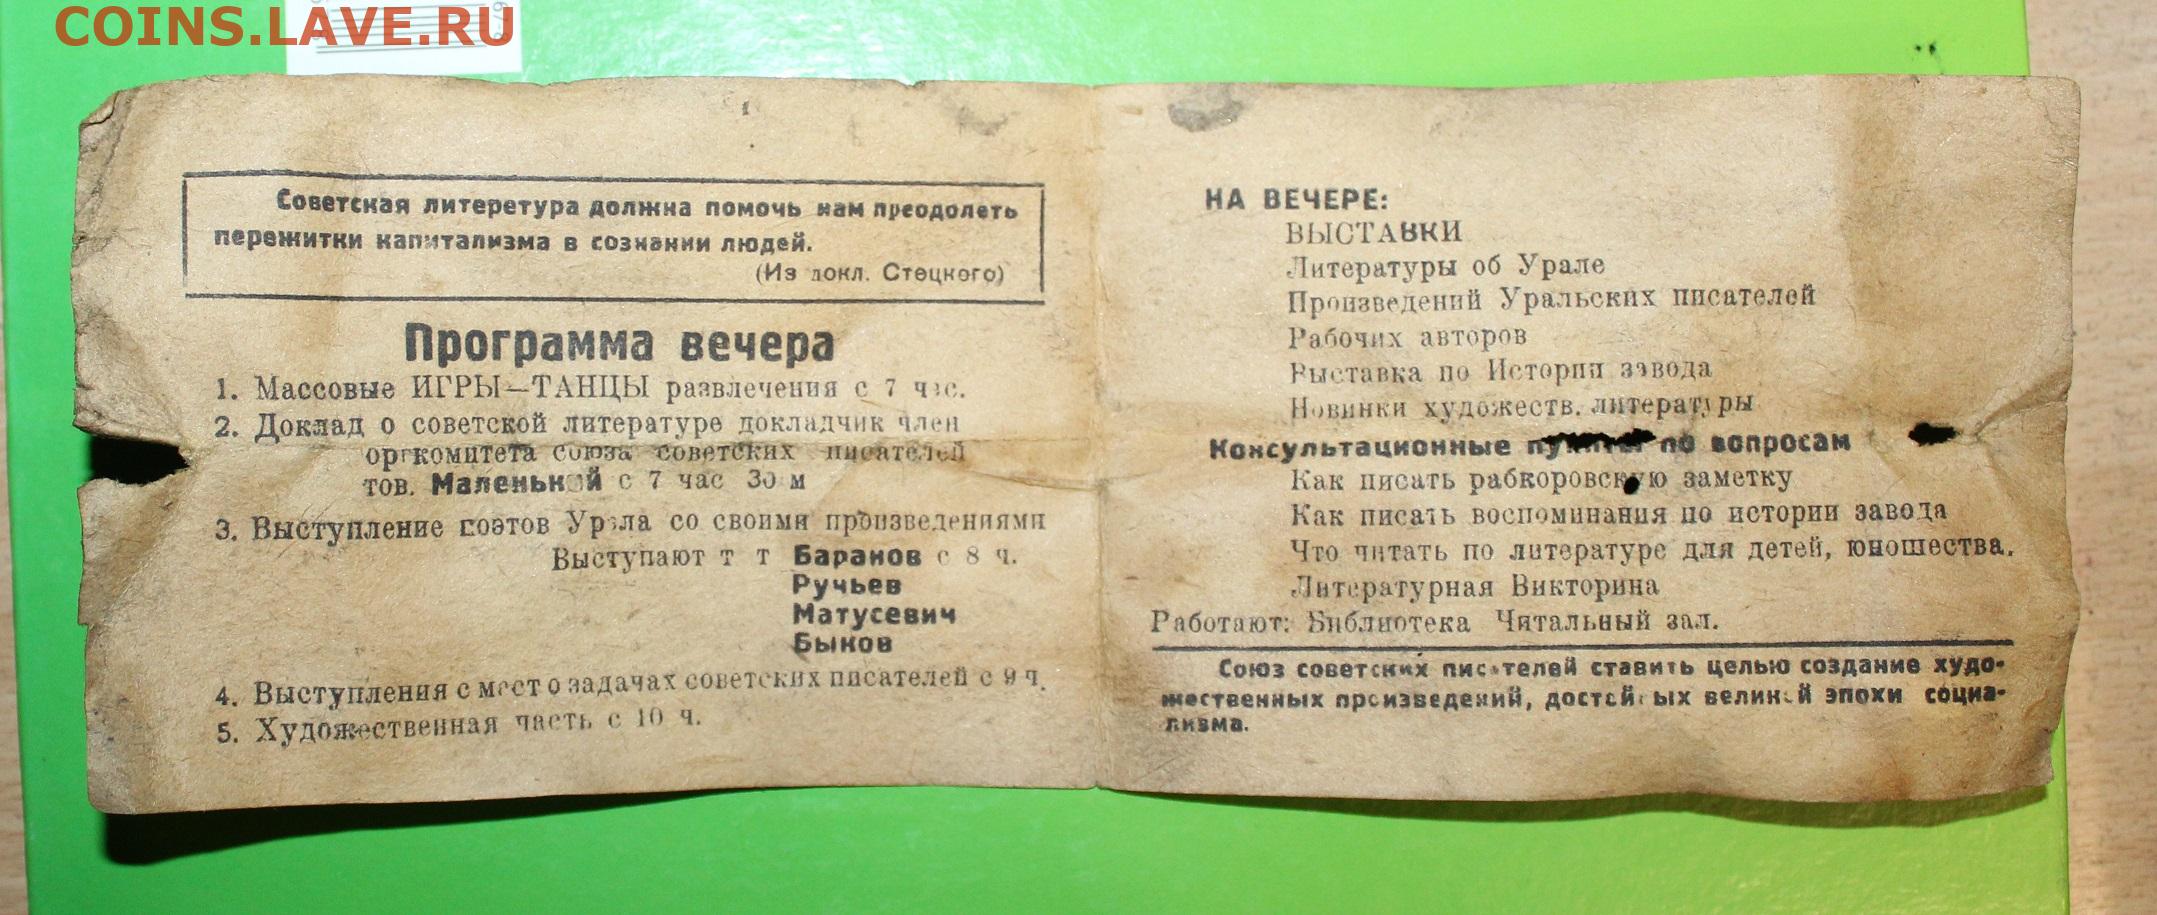 COINS.LAVE.RU
Советская литеретура должна помочь нам преодолеть
пережитки капитализма в сознании людей.
(Из докл. Стецкого)
Программа вечера
1. Массовые ИГРЫ—ТАНЦЫ развлечения с 7 час.
2. Доклад о советской литературе докладчик член
оргкомитета союза советских писателей
тов. Маленький с 7 час 30 м
3. Выступление поэтов Урала со своими произведениями
Выступают т т Баранов с 8 ч.
Ручьев
Матусевич
Быков
4. Выступления с мест о задачах советских писателей с 9 ч.
5. Художественная часть с 10 ч.
НА ВЕЧЕРЕ:
ВЫСТАВКИ
Литературы об Урале
Произведений Уральских писателей
Рабочих авторов
Выставка по Истории завода
Новинки художеств. литературы
Консультационные пункты по вопросам
Как писать рабкоровскую заметку
Как писать воспоминания по истории завода
Что читать по литературе для детей, юношества.
Литературная Викторина
Работают: Библиотека Читальный зал.
Союз советских писателей ставить целью создание худо-
жественных произведений, достойных великой эпохи социа-
лизма.